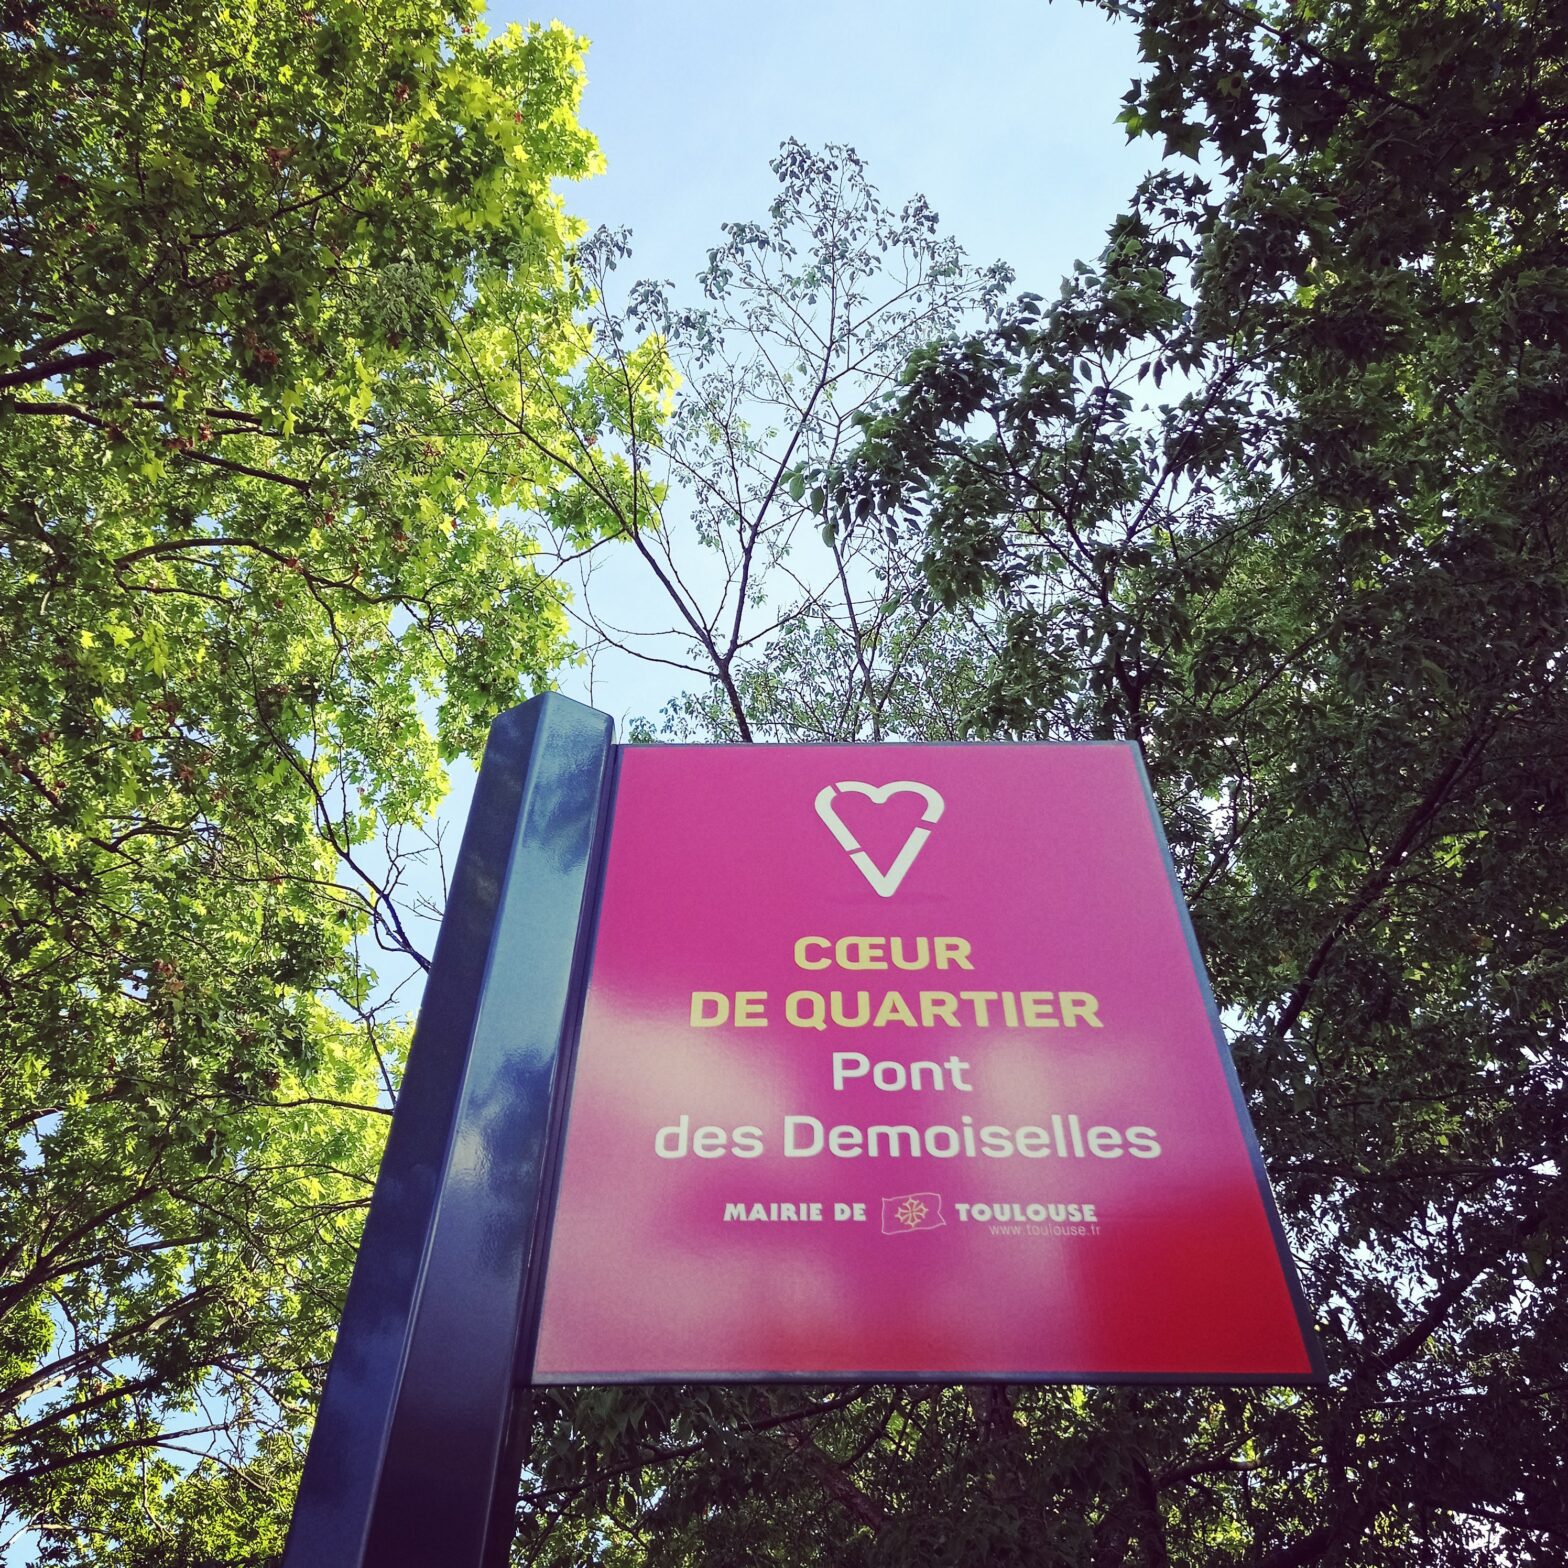 CŒUR
DE QUARTIER
Pont
des Demoiselles
MAIRIE DE TOULOUSE
www.toulouse.fr